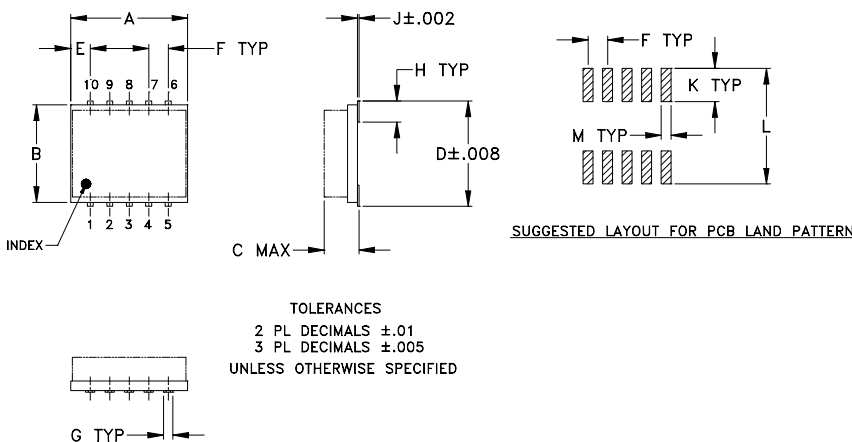 A
E
F TYP
10 9 8 7 6
B
1 2 3 4 5
INDEX
J±.002
H TYP
D±.008
C MAX
F TYP
K TYP
M TYP
L
SUGGESTED LAYOUT FOR PCB LAND PATTERN
TOLERANCES
2 PL DECIMALS ±.01
3 PL DECIMALS ±.005
UNLESS OTHERWISE SPECIFIED
G TYP